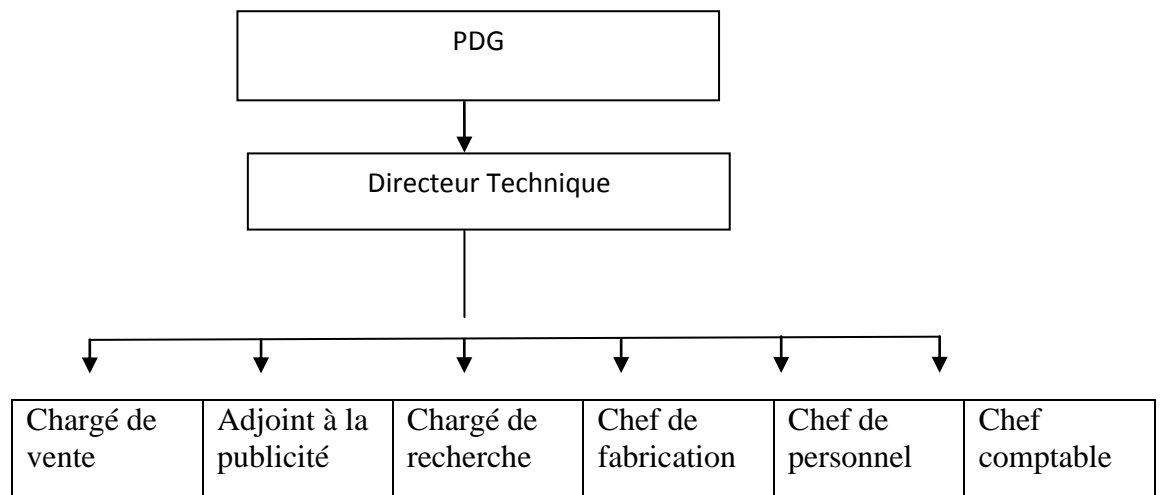 PDG
Directeur Technique
Chargé de
vente
Adjoint à la
publicité
Chargé de
recherche
Chef de
fabrication
Chef de
personnel
Chef
comptable